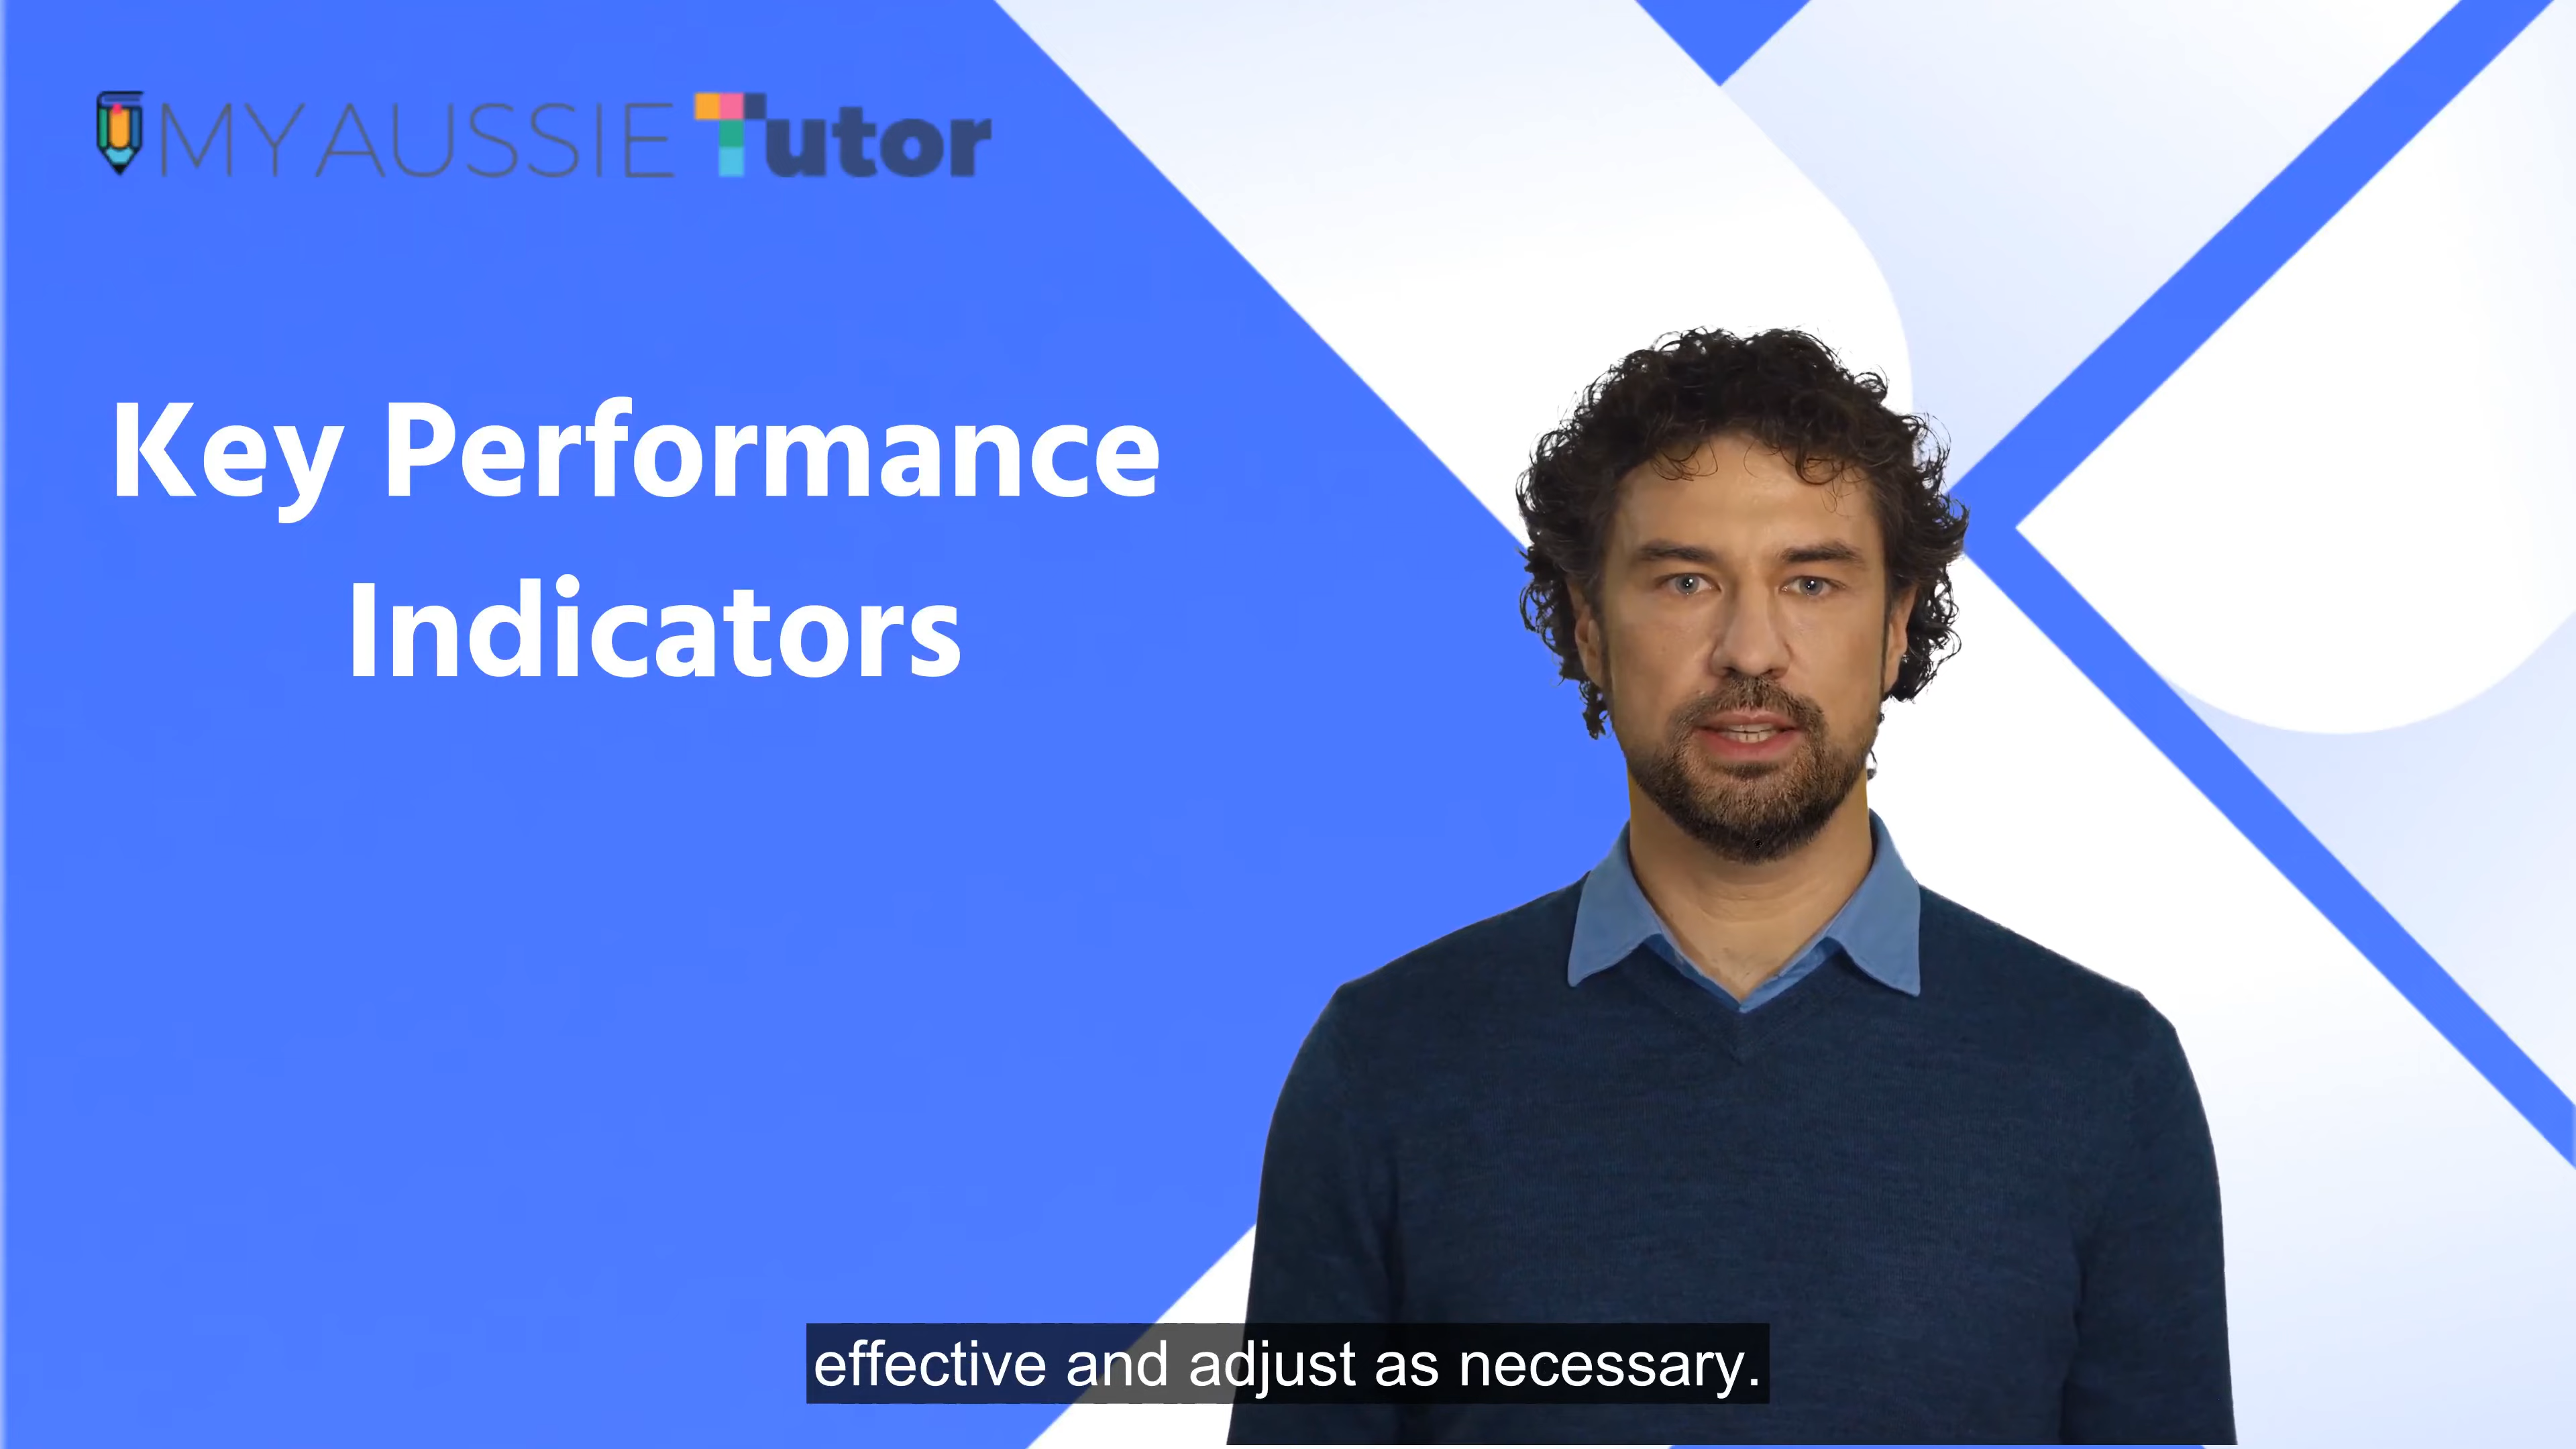 MY AUSSIE Tutor
Key Performance
Indicators
effective and adjust as necessary.